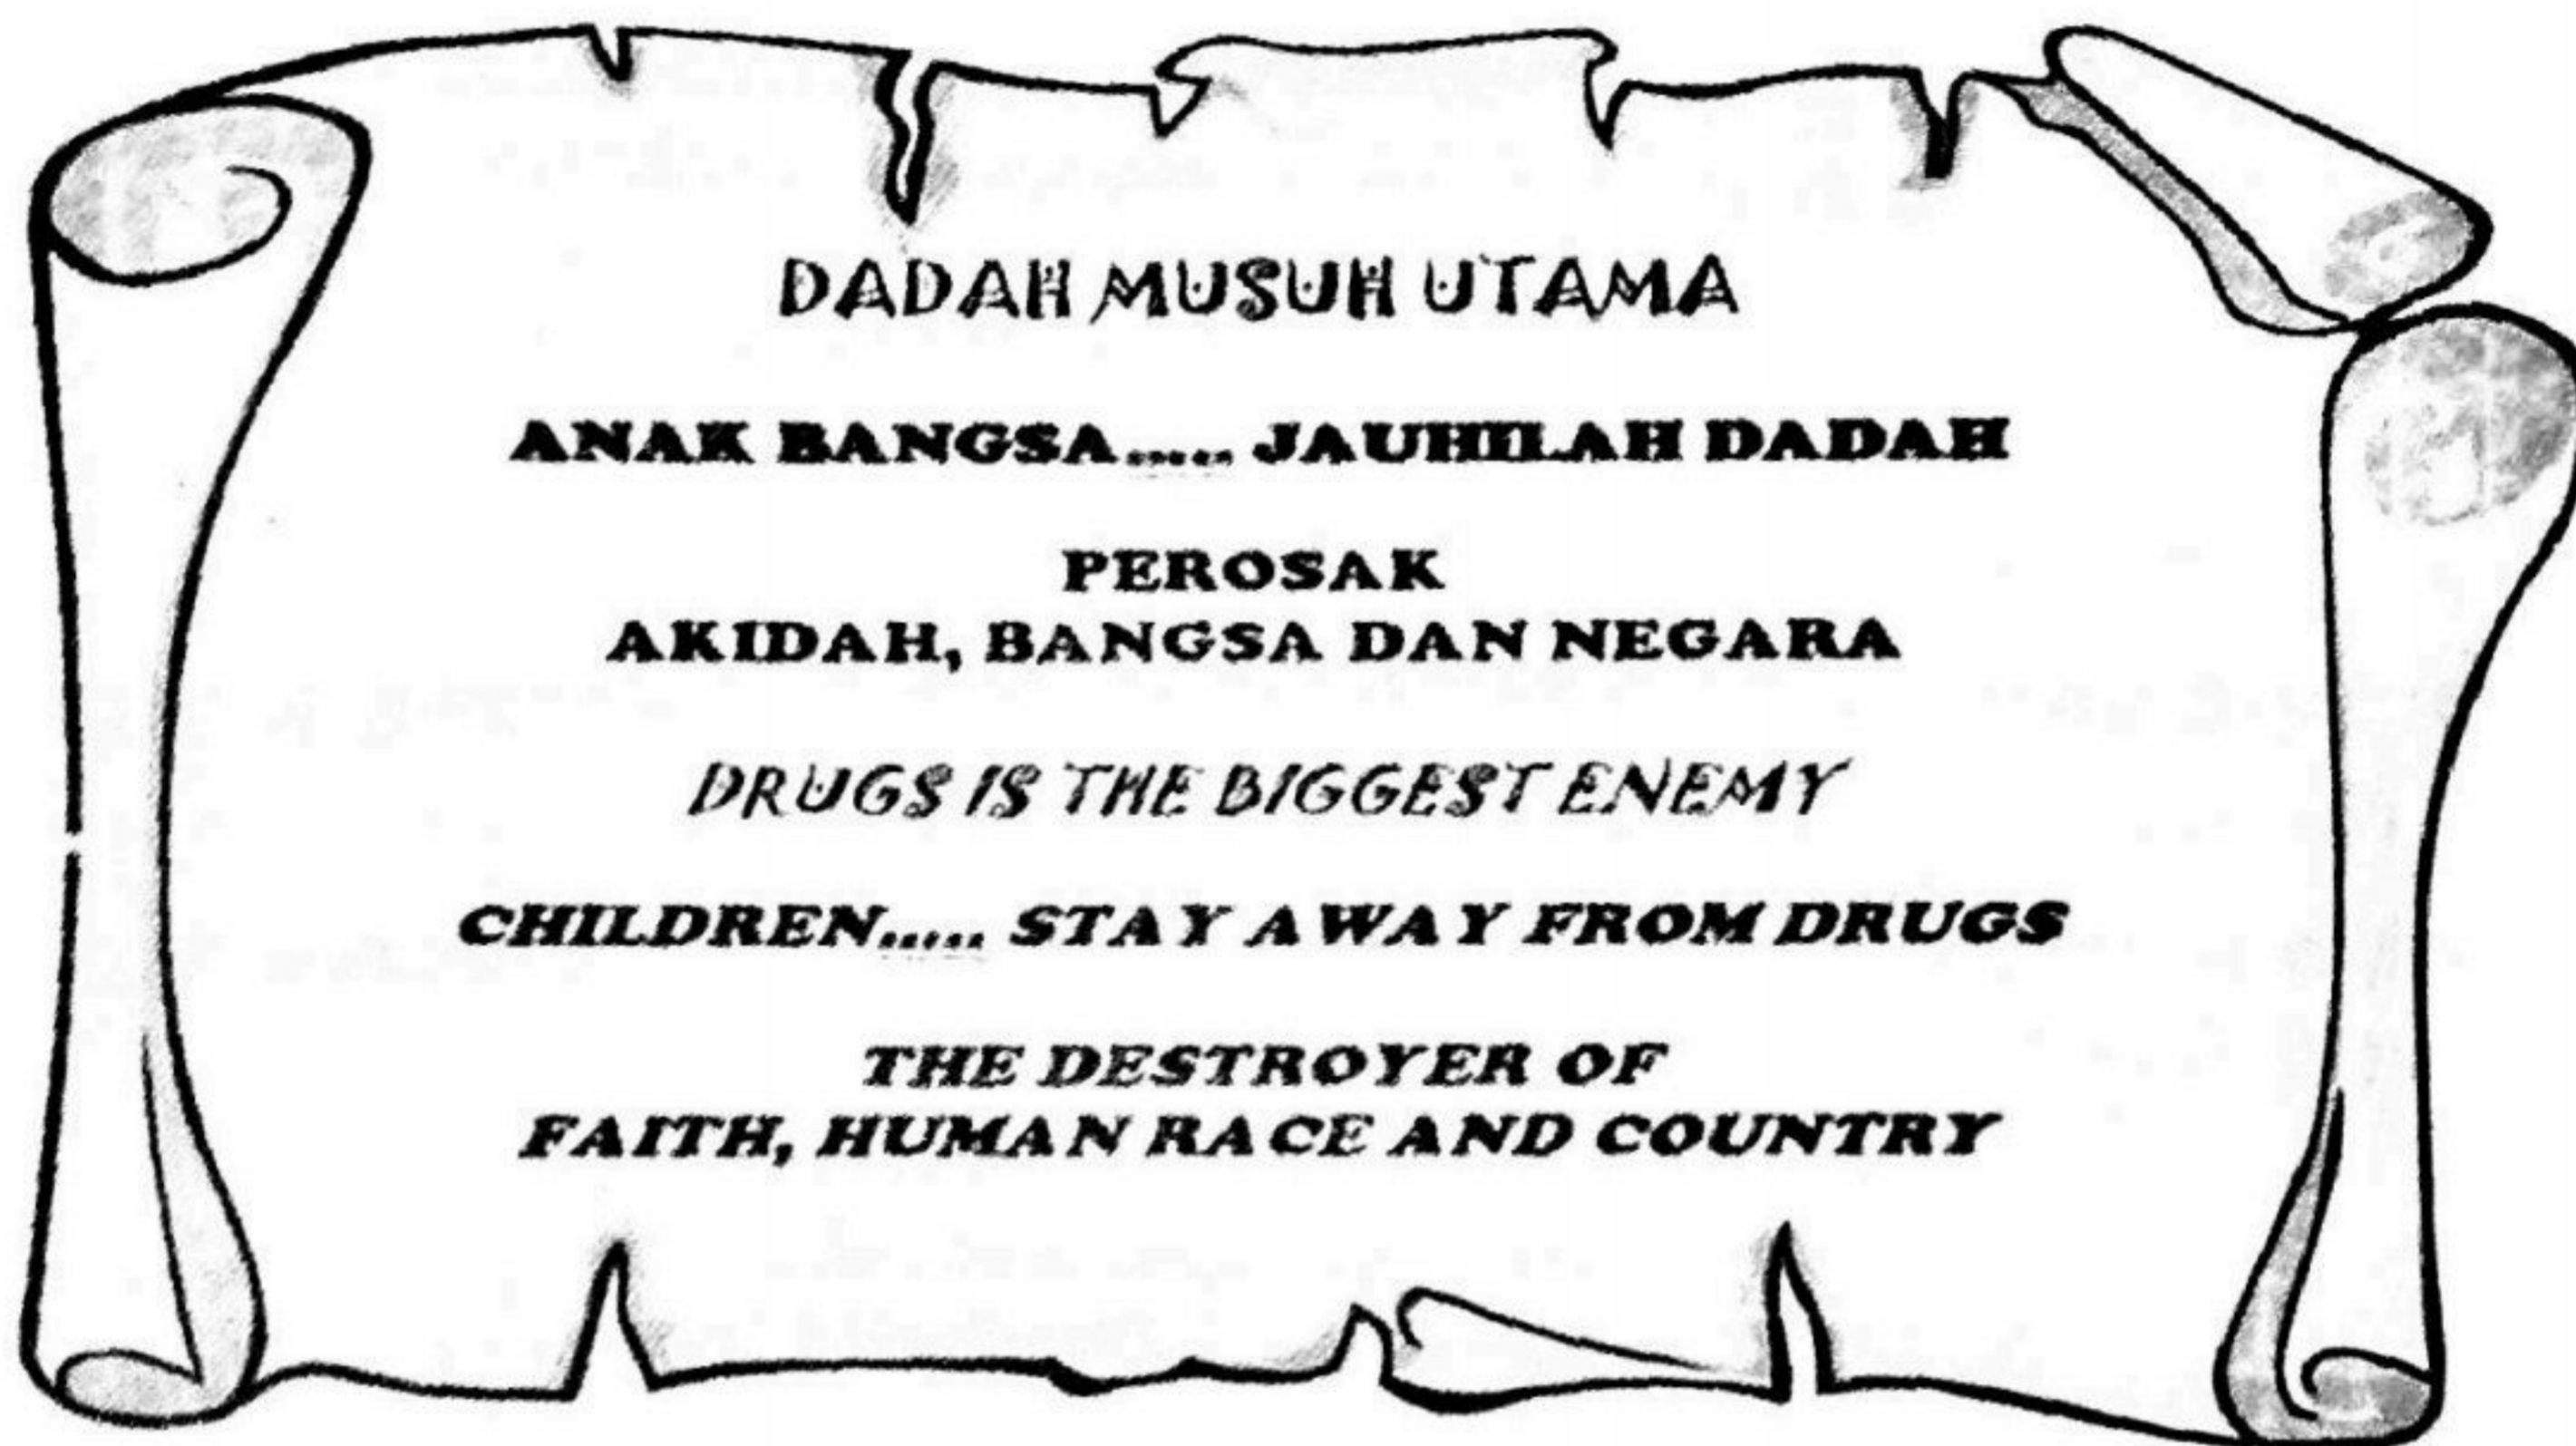 DADAH MUSUH UTAMA
ANAK BANGSA..... JAUHILAH DADAH
PEROSAK
AKIDAH, BANGSA DAN NEGARA
DRUGS IS THE BIGGEST ENEMY
CHILDREN..... STAY AWAY FROM DRUGS
THE DESTROYER OF
FAITH, HUMAN RACE AND COUNTRY